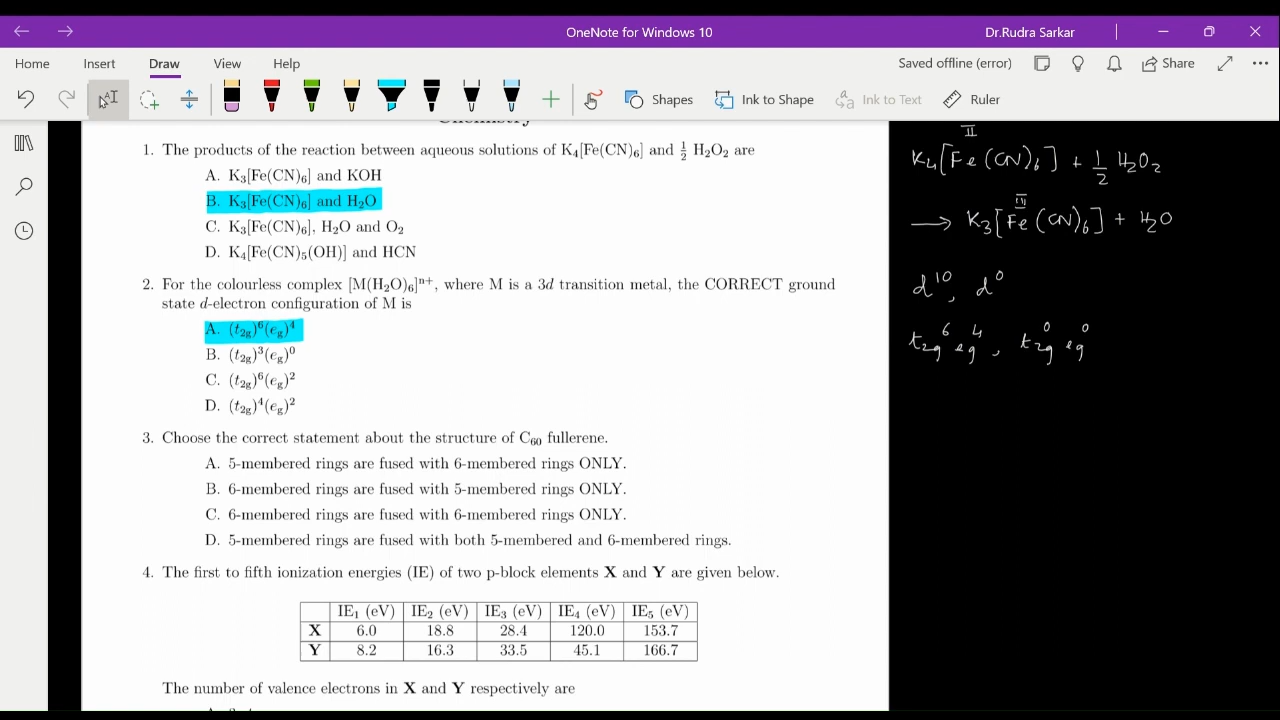 OneNote for Windows 10
Dr.Rudra Sarkar
Home Insert Draw View Help
Saved offline (error) Share
Shapes Ink to Shape Ink to Text Ruler
Chemistry
1. The products of the reaction between aqueous solutions of K₄[Fe(CN)₆] and ½ H₂O₂ are
A. K₃[Fe(CN)₆] and KOH
B. K₃[Fe(CN)₆] and H₂O
C. K₃[Fe(CN)₆], H₂O and O₂
D. K₄[Fe(CN)₅(OH)] and HCN
2. For the colourless complex [M(H₂O)₆]ⁿ⁺, where M is a 3d transition metal, the CORRECT ground
state d-electron configuration of M is
A. (t₂g)⁶(eg)⁴
B. (t₂g)³(eg)⁰
C. (t₂g)⁶(eg)²
D. (t₂g)⁴(eg)²
3. Choose the correct statement about the structure of C₆₀ fullerene.
A. 5-membered rings are fused with 6-membered rings ONLY.
B. 6-membered rings are fused with 5-membered rings ONLY.
C. 6-membered rings are fused with 6-membered rings ONLY.
D. 5-membered rings are fused with both 5-membered and 6-membered rings.
4. The first to fifth ionization energies (IE) of two p-block elements X and Y are given below.
IE₁ (eV) IE₂ (eV) IE₃ (eV) IE₄ (eV) IE₅ (eV)
X 6.0 18.8 28.4 120.0 153.7
Y 8.2 16.3 33.5 45.1 166.7
The number of valence electrons in X and Y respectively are
II
K₄[Fe(CN)₆] + ½ H₂O₂
III
⟶ K₃[Fe(CN)₆] + H₂O
d¹⁰, d⁰
t₂g⁶ eg⁴, t₂g⁰ eg⁰